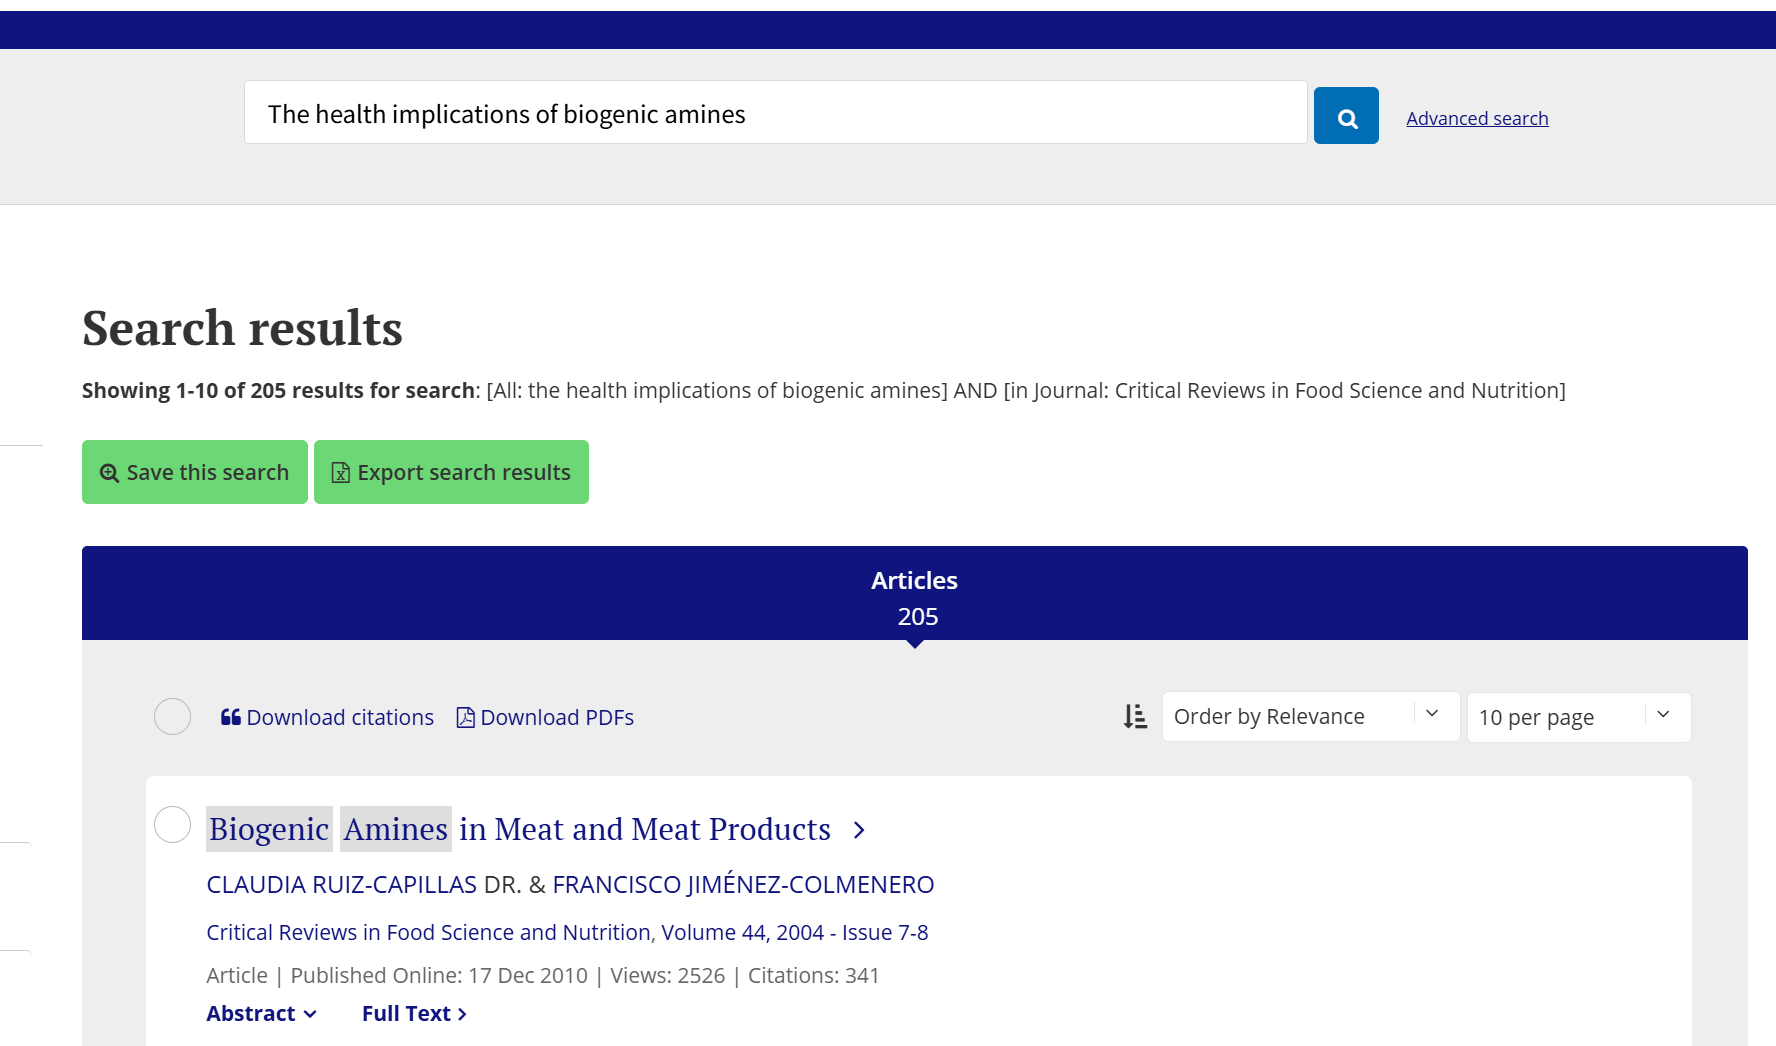 The health implications of biogenic amines
Advanced search
Search results
Showing 1-10 of 205 results for search: [All: the health implications of biogenic amines] AND [in Journal: Critical Reviews in Food Science and Nutrition]
Save this search
Export search results
Articles
205
Download citations
Download PDFs
Order by Relevance
10 per page
Biogenic Amines in Meat and Meat Products
CLAUDIA RUIZ-CAPILLAS DR. & FRANCISCO JIMÉNEZ-COLMENERO
Critical Reviews in Food Science and Nutrition, Volume 44, 2004 - Issue 7-8
Article | Published Online: 17 Dec 2010 | Views: 2526 | Citations: 341
Abstract
Full Text